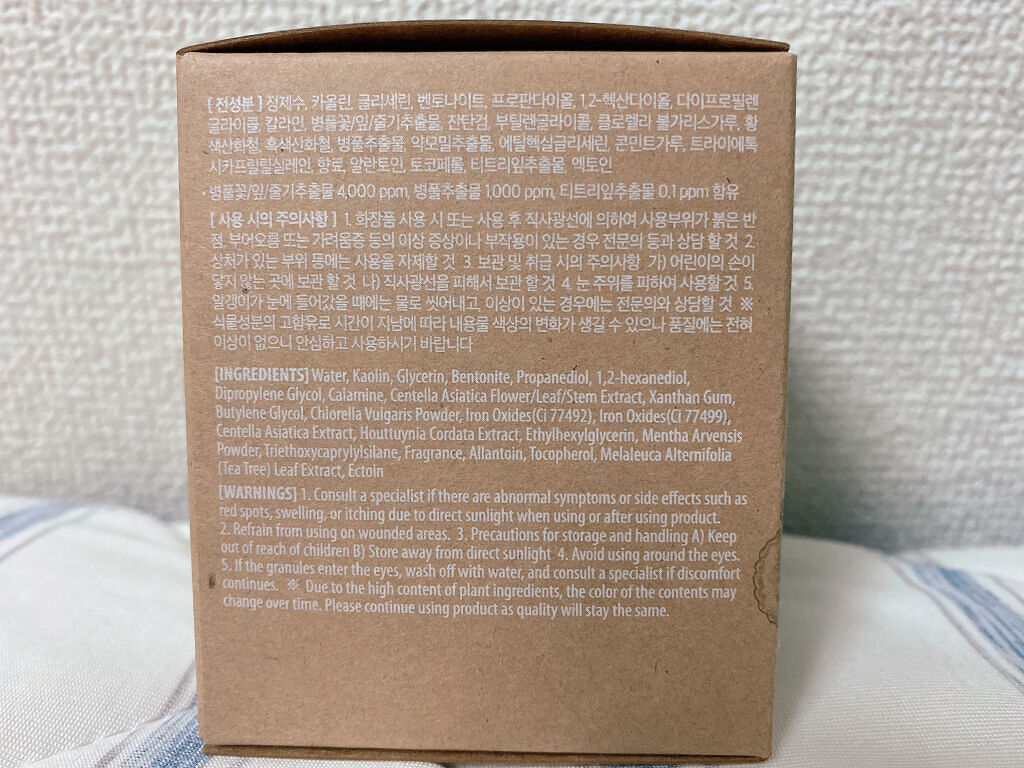 [ 전성분 ] 정제수, 카올린, 글리세린, 벤토나이트, 프로판다이올, 1,2-헥산다이올, 다이프로필렌
글라이콜, 칼라민, 병풀꽃/잎/줄기추출물, 잔탄검, 부틸렌글라이콜, 클로렐라 불가리스가루, 황
색산화철, 흑색산화철, 병풀추출물, 약모밀추출물, 에틸헥실글리세린, 콘민트가루, 트라이에톡
시카프릴릴실레인, 향료, 알란토인, 토코페롤, 티트리잎추출물, 엑토인
· 병풀꽃/잎/줄기추출물 4,000 ppm, 병풀추출물 1,000 ppm, 티트리잎추출물 0.1 ppm 함유
[ 사용 시의 주의사항 ] 1. 화장품 사용 시 또는 사용 후 직사광선에 의하여 사용부위가 붉은 반
점, 부어오름 또는 가려움증 등의 이상 증상이나 부작용이 있는 경우 전문의 등과 상담 할 것 2.
상처가 있는 부위 등에는 사용을 자제할 것 3. 보관 및 취급 시의 주의사항 가) 어린이의 손이
닿지 않는 곳에 보관 할 것 나) 직사광선을 피해서 보관 할 것 4. 눈 주위를 피하여 사용할 것 5.
알갱이가 눈에 들어갔을 때에는 물로 씻어내고, 이상이 있는 경우에는 전문의와 상담할 것 ※
식물성분의 고함유로 시간이 지남에 따라 내용물 색상의 변화가 생길 수 있으나 품질에는 전혀
이상이 없으니 안심하고 사용하시기 바랍니다
[INGREDIENTS] Water, Kaolin, Glycerin, Bentonite, Propanediol, 1,2-hexanediol,
Dipropylene Glycol, Calamine, Centella Asiatica Flower/Leaf/Stem Extract, Xanthan Gum,
Butylene Glycol, Chlorella Vulgaris Powder, Iron Oxides(Ci 77492), Iron Oxides(Ci 77499),
Centella Asiatica Extract, Houttuynia Cordata Extract, Ethylhexylglycerin, Mentha Arvensis
Powder, Triethoxycaprylylsilane, Fragrance, Allantoin, Tocopherol, Melaleuca Alternifolia
(Tea Tree) Leaf Extract, Ectoin
[WARNINGS] 1. Consult a specialist if there are abnormal symptoms or side effects such as
red spots, swelling, or itching due to direct sunlight when using or after using product.
2. Refrain from using on wounded areas. 3. Precautions for storage and handling A) Keep
out of reach of children B) Store away from direct sunlight 4. Avoid using around the eyes.
5. If the granules enter the eyes, wash off with water, and consult a specialist if discomfort
continues. ※ Due to the high content of plant ingredients, the color of the contents may
change over time. Please continue using product as quality will stay the same.